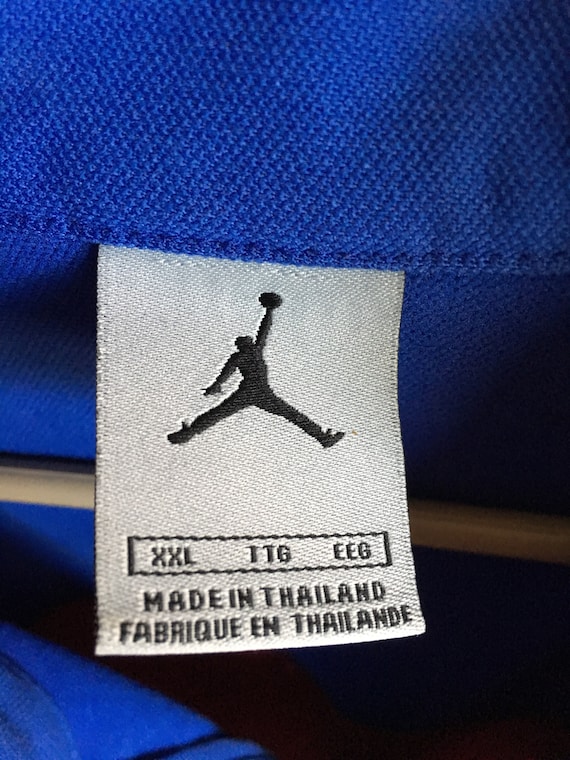 XXL TTG EEG
MADE IN THAILAND
FABRIQUE EN THAILANDE